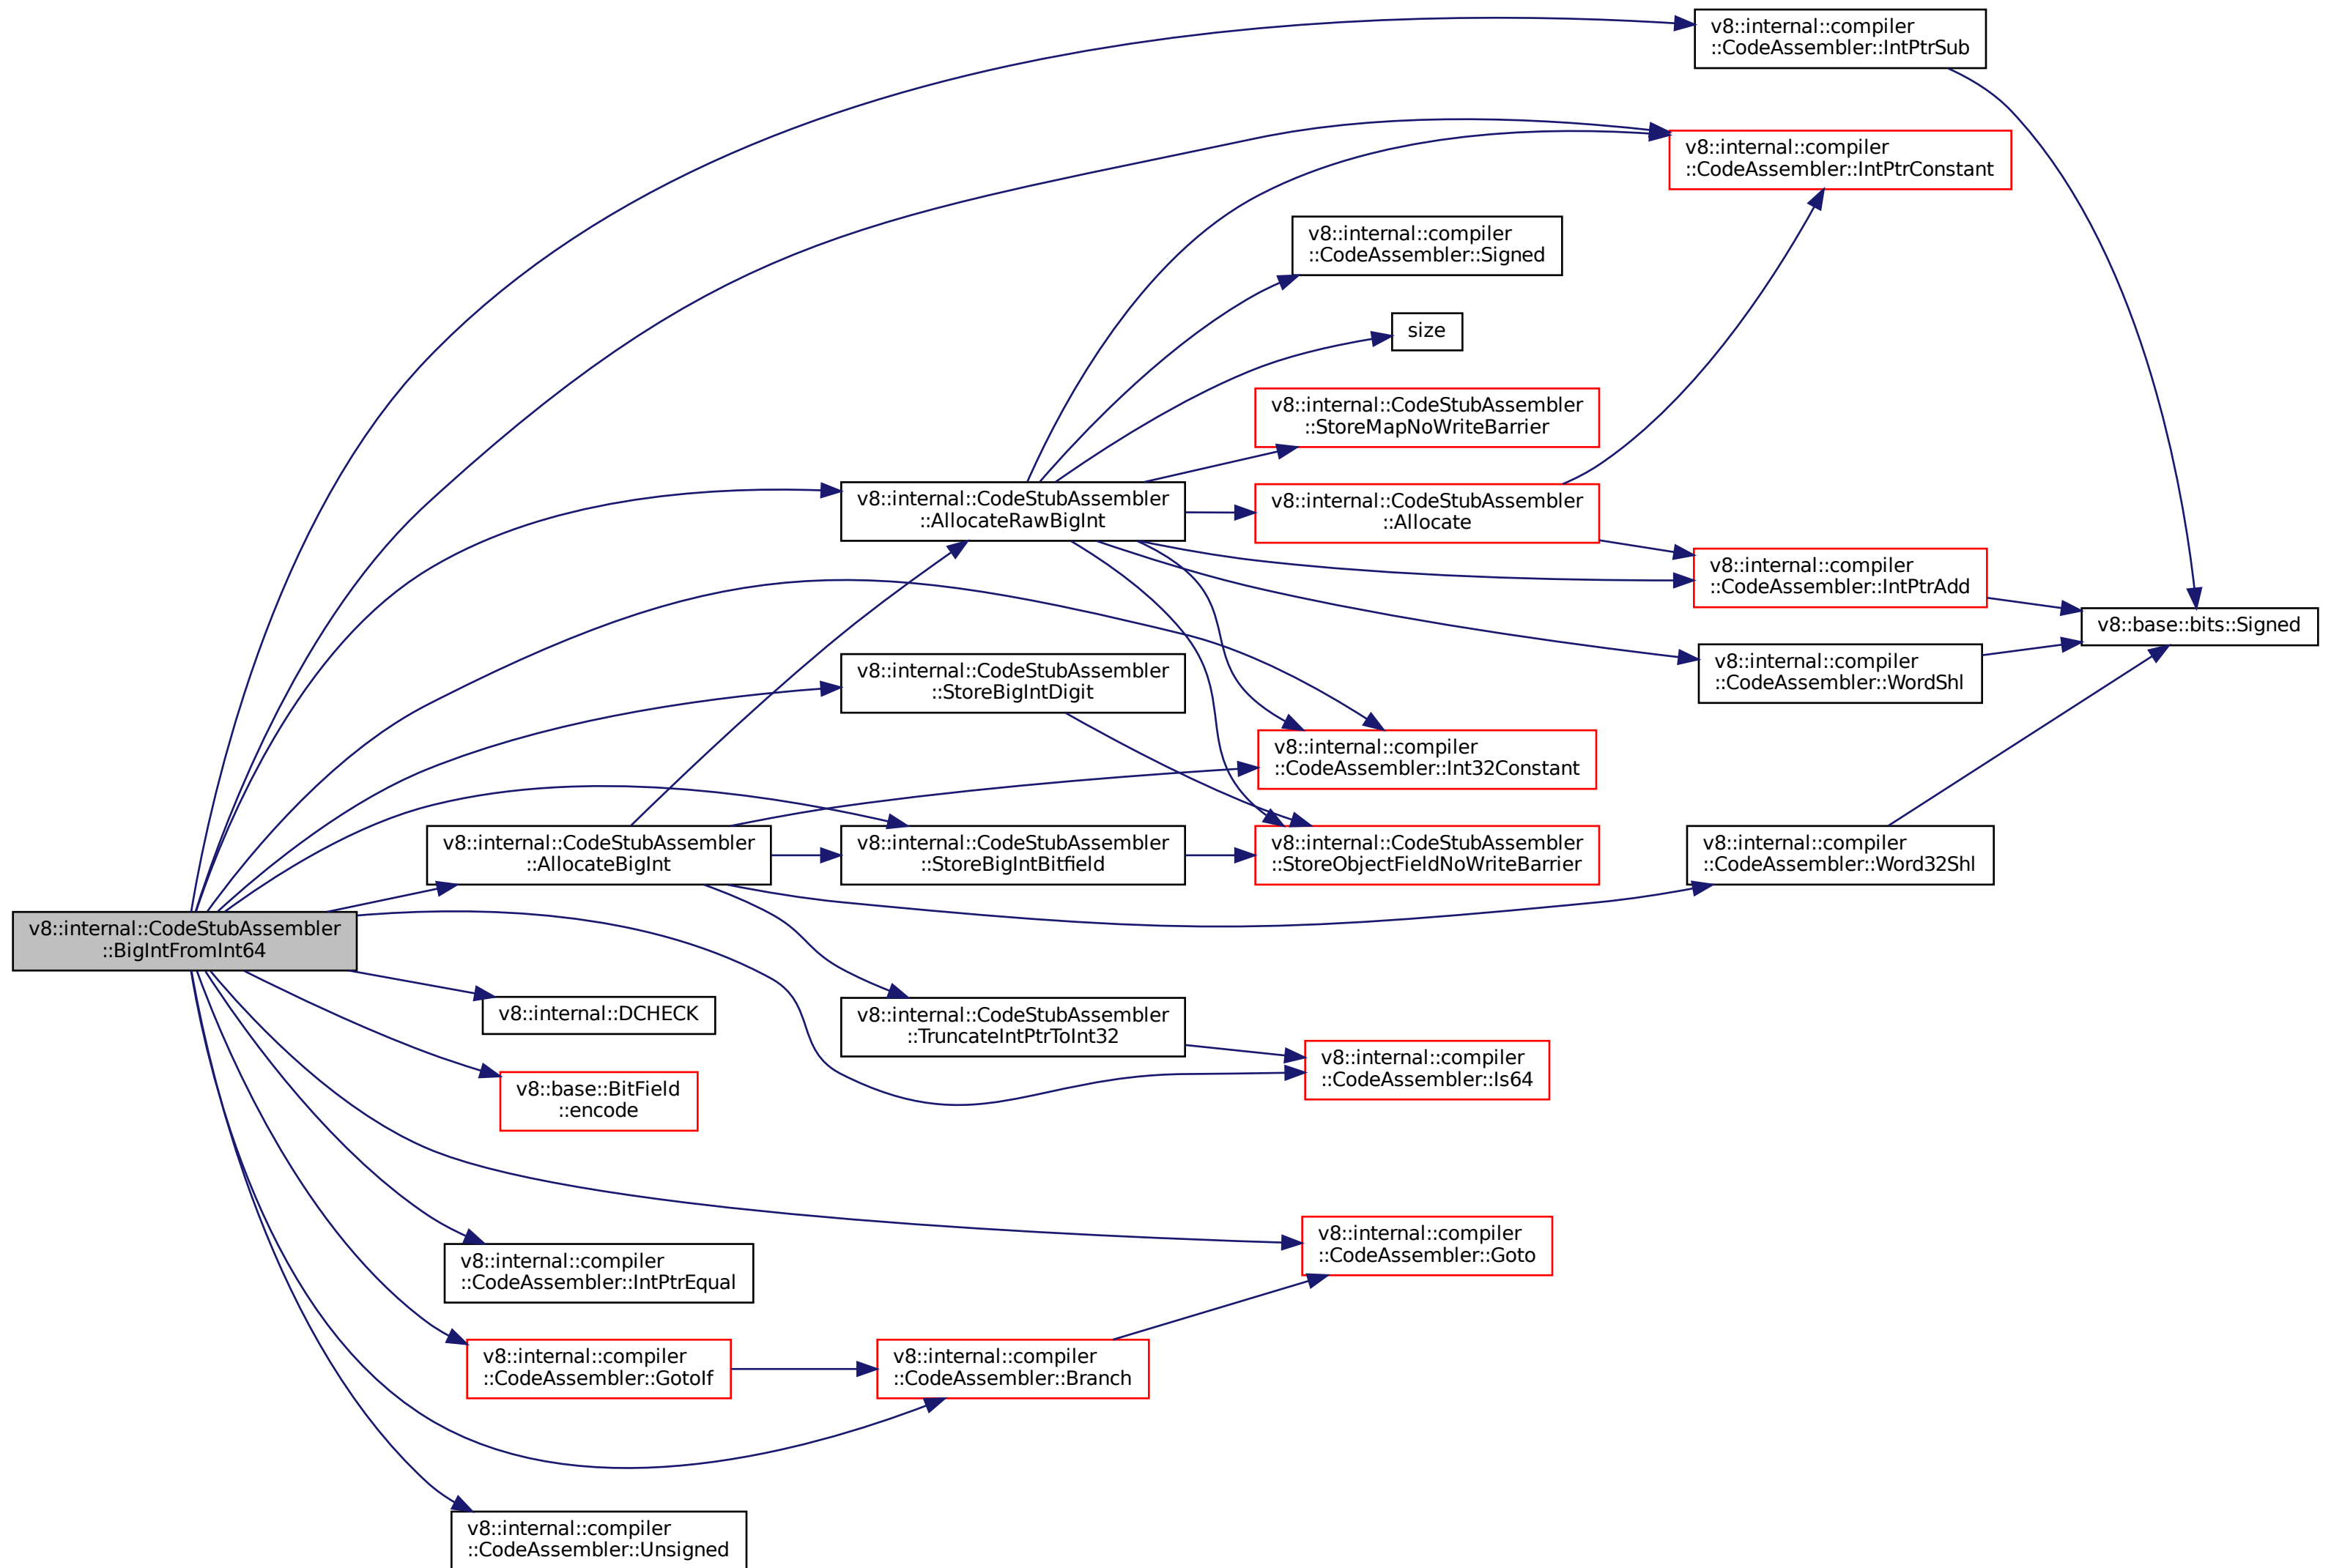 v8::internal::compiler
::CodeAssembler::IntPtrSub
v8::internal::compiler
::CodeAssembler::IntPtrConstant
v8::internal::compiler
::CodeAssembler::Signed
size
v8::internal::CodeStubAssembler
::StoreMapNoWriteBarrier
v8::internal::CodeStubAssembler
::AllocateRawBigInt
v8::internal::CodeStubAssembler
::Allocate
v8::internal::compiler
::CodeAssembler::IntPtrAdd
v8::base::bits::Signed
v8::internal::compiler
::CodeAssembler::WordShl
v8::internal::CodeStubAssembler
::StoreBigIntDigit
v8::internal::compiler
::CodeAssembler::Int32Constant
v8::internal::CodeStubAssembler
::AllocateBigInt
v8::internal::CodeStubAssembler
::StoreBigIntBitfield
v8::internal::CodeStubAssembler
::StoreObjectFieldNoWriteBarrier
v8::internal::compiler
::CodeAssembler::Word32Shl
v8::internal::CodeStubAssembler
::BigIntFromInt64
v8::internal::DCHECK
v8::internal::CodeStubAssembler
::TruncateIntPtrToInt32
v8::internal::compiler
::CodeAssembler::Is64
v8::base::BitField
::encode
v8::internal::compiler
::CodeAssembler::Goto
v8::internal::compiler
::CodeAssembler::IntPtrEqual
v8::internal::compiler
::CodeAssembler::GotoIf
v8::internal::compiler
::CodeAssembler::Branch
v8::internal::compiler
::CodeAssembler::Unsigned